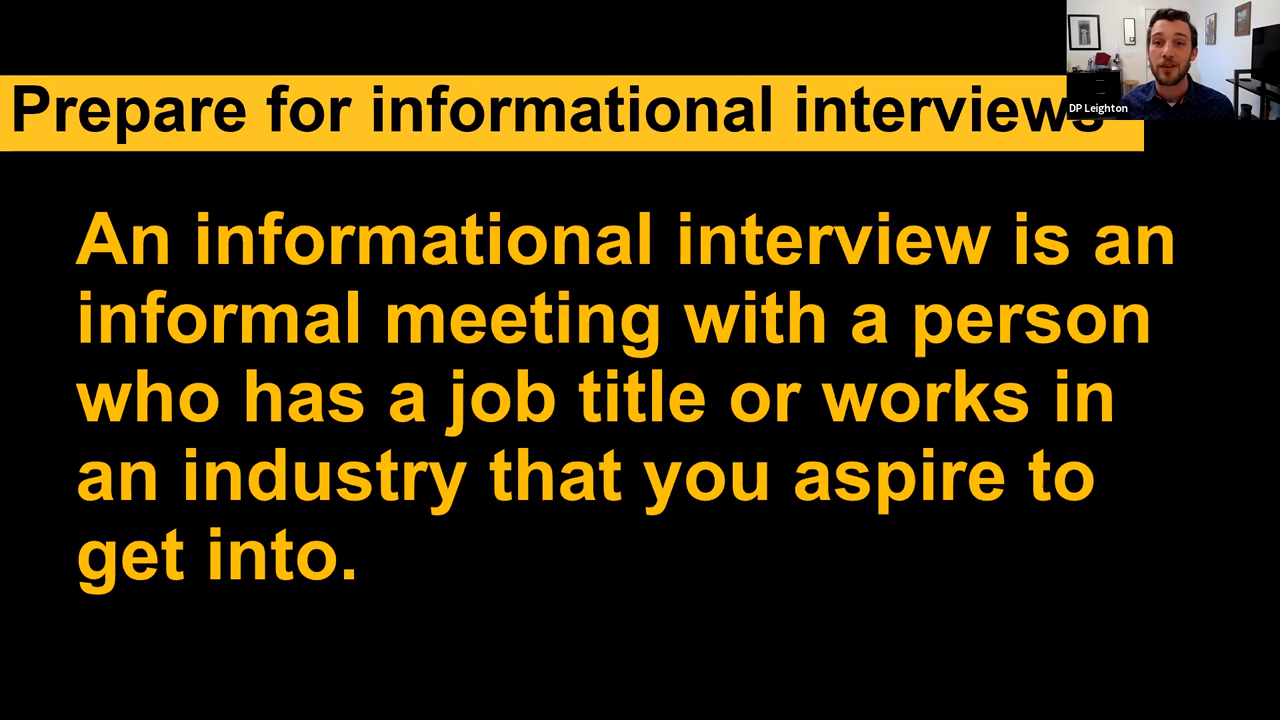 Prepare for informational interviews
DP Leighton
An informational interview is an
informal meeting with a person
who has a job title or works in
an industry that you aspire to
get into.